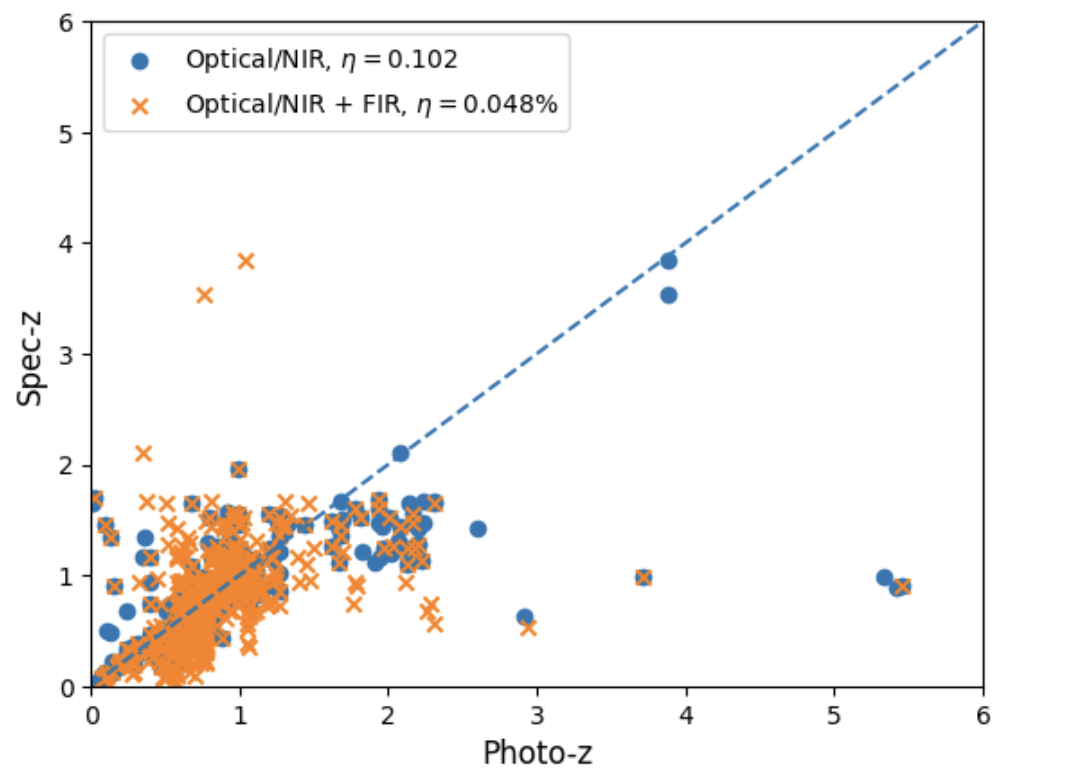 Optical/NIR, η = 0.102
Optical/NIR + FIR, η = 0.048%
Spec-z
6
5
4
3
2
1
0
0 1 2 3 4 5 6
Photo-z